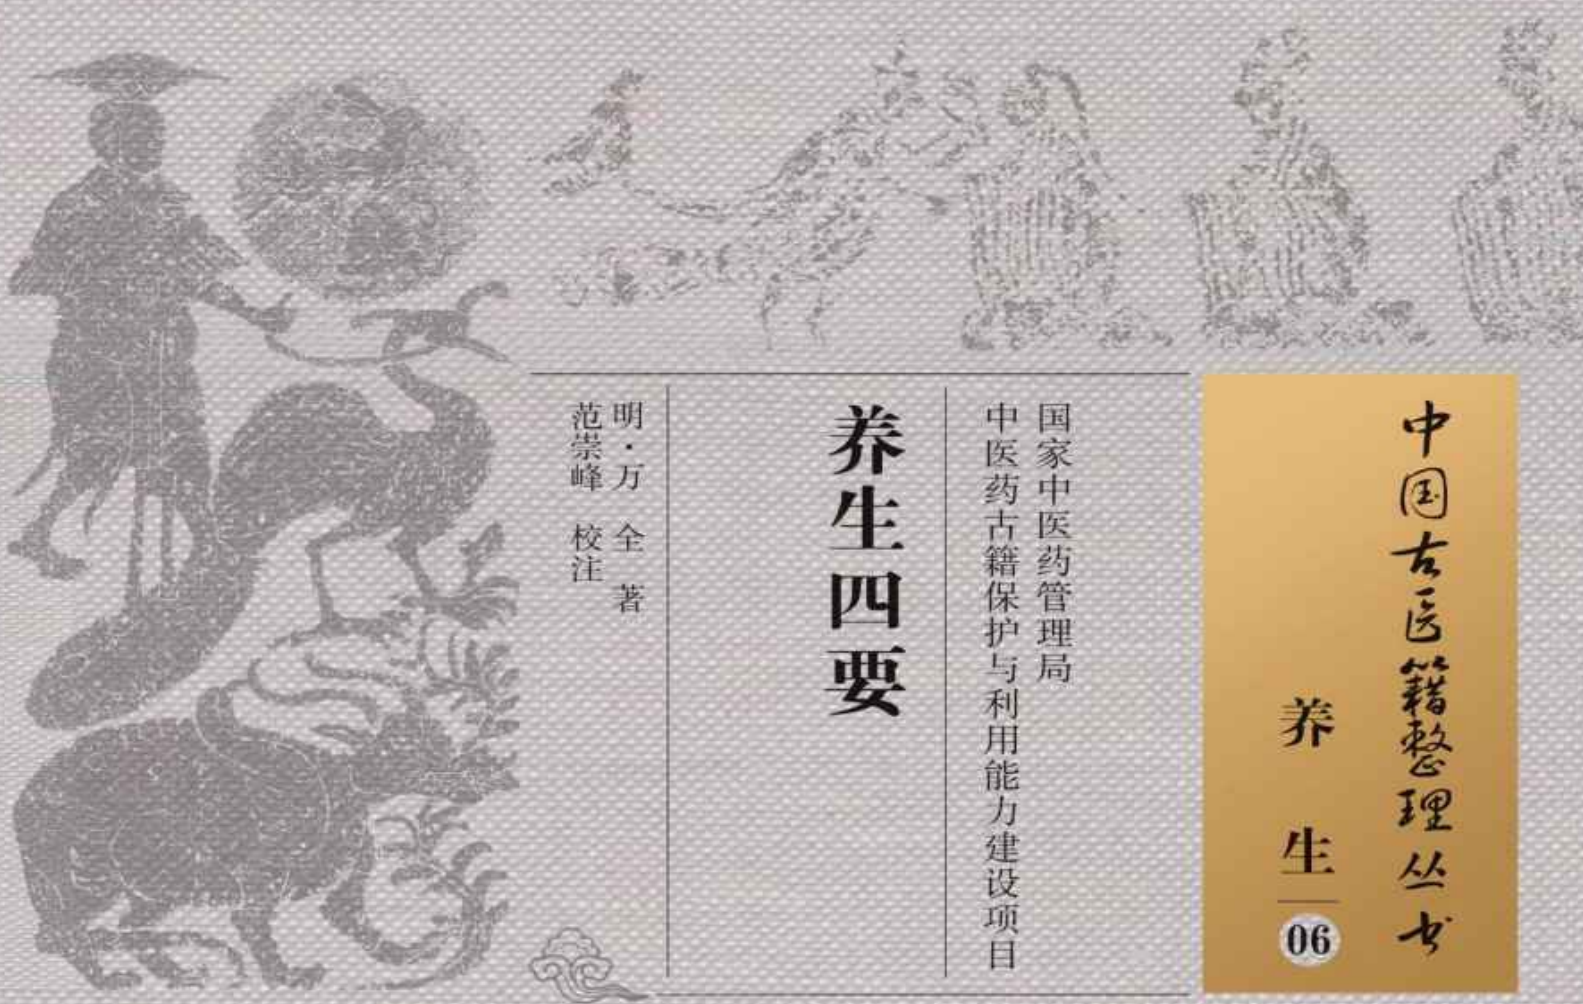 中国古医籍整理丛书
养生
06
国家中医药管理局
中医药古籍保护与利用能力建设项目
养生四要
明·万 全 著
范崇峰 校注